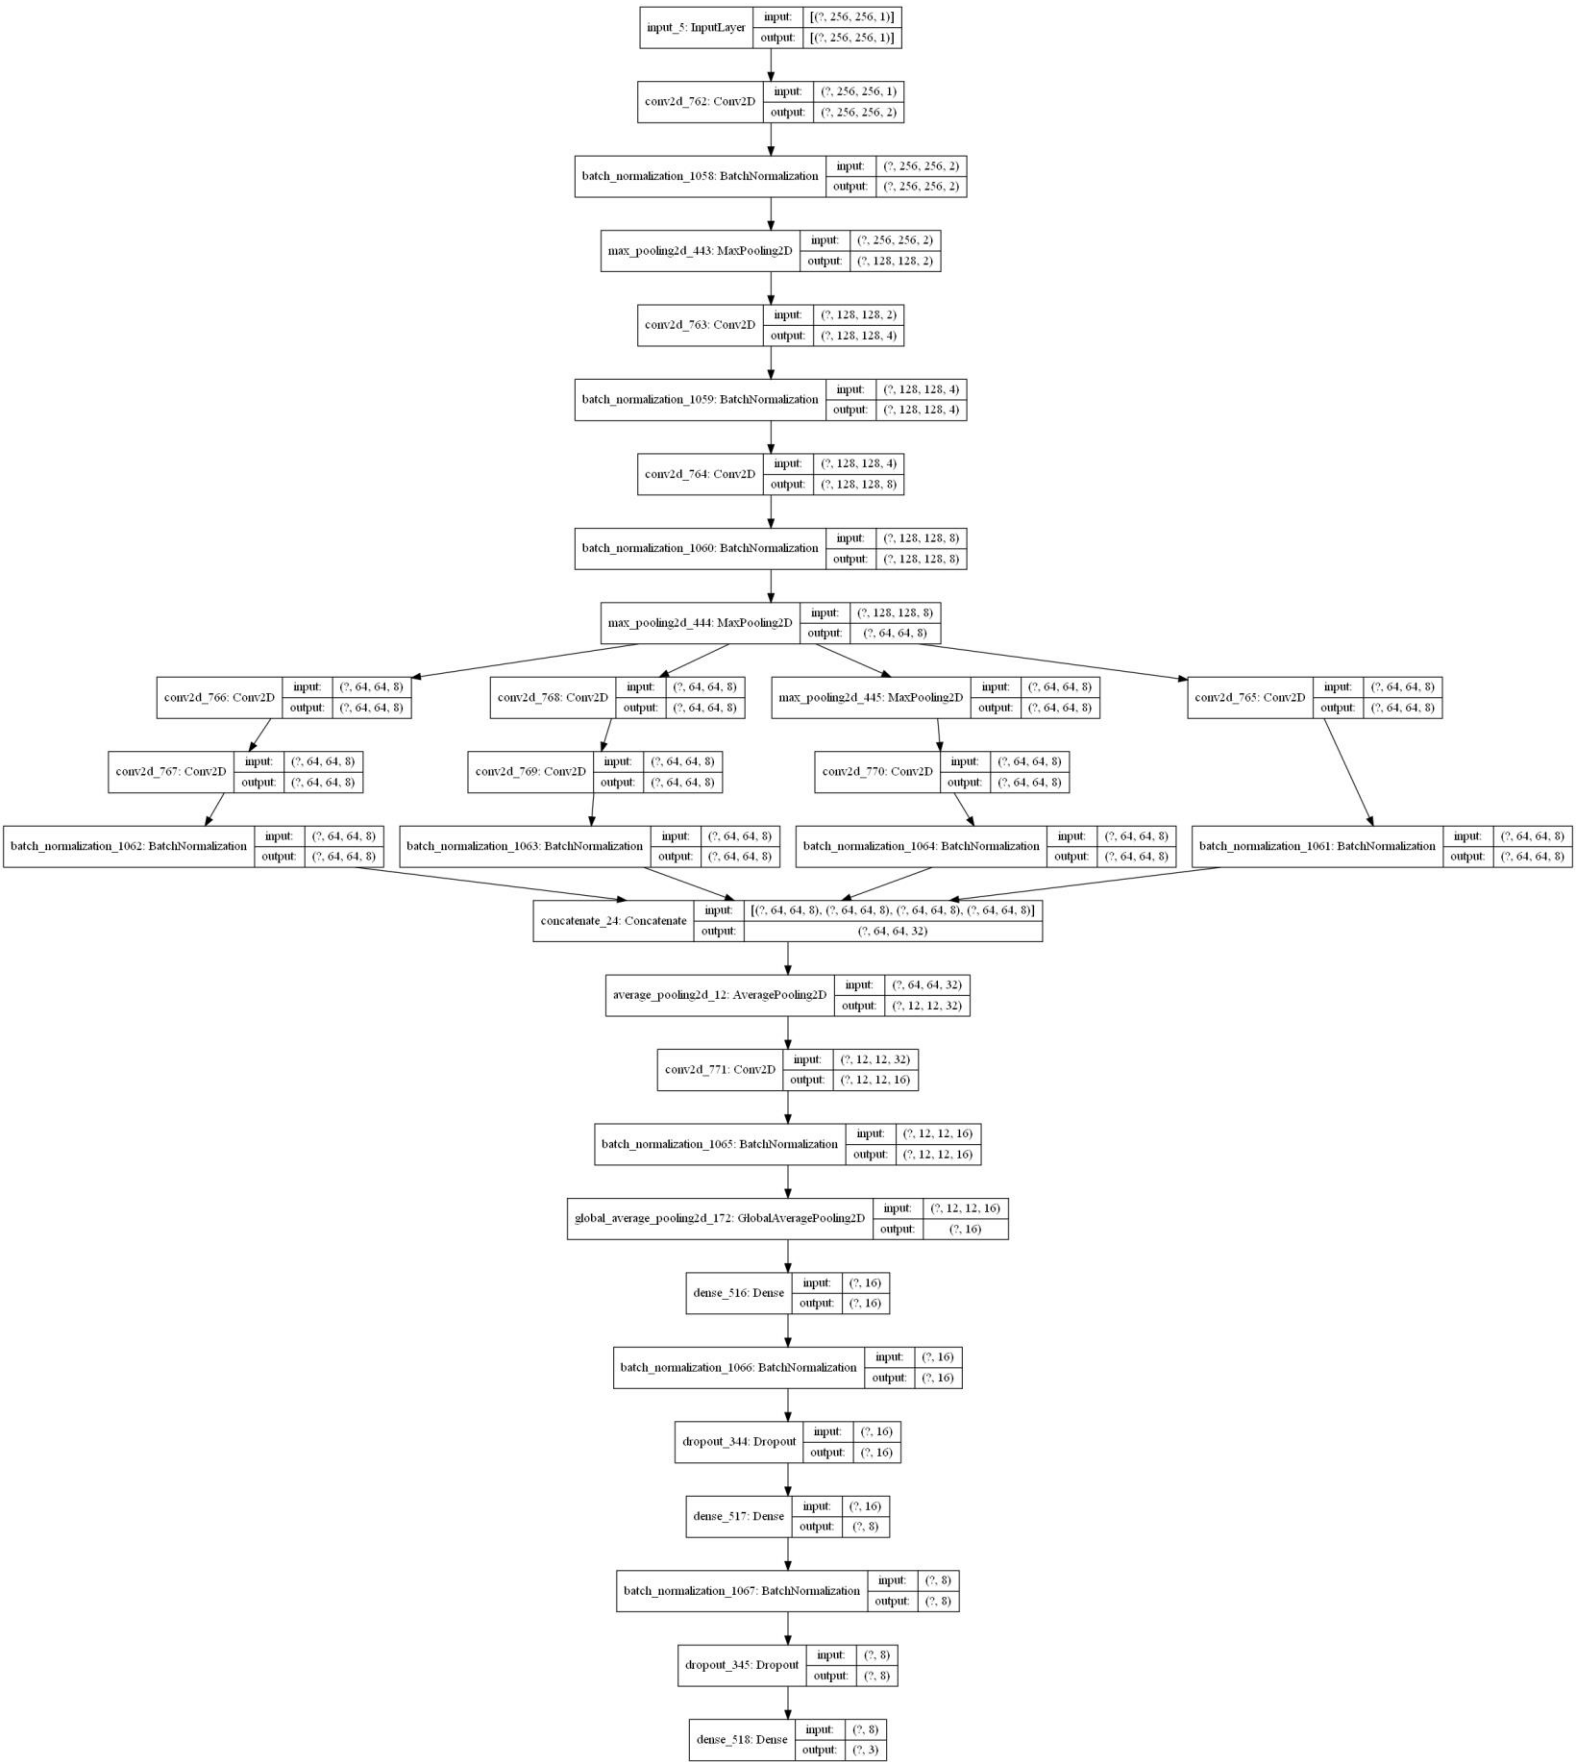 input_5: InputLayer
input: [(?, 256, 256, 1)]
output: [(?, 256, 256, 1)]
conv2d_762: Conv2D
input: (?, 256, 256, 1)
output: (?, 256, 256, 2)
batch_normalization_1058: BatchNormalization
input: (?, 256, 256, 2)
output: (?, 256, 256, 2)
max_pooling2d_443: MaxPooling2D
input: (?, 256, 256, 2)
output: (?, 128, 128, 2)
conv2d_763: Conv2D
input: (?, 128, 128, 2)
output: (?, 128, 128, 4)
batch_normalization_1059: BatchNormalization
input: (?, 128, 128, 4)
output: (?, 128, 128, 4)
conv2d_764: Conv2D
input: (?, 128, 128, 4)
output: (?, 128, 128, 8)
batch_normalization_1060: BatchNormalization
input: (?, 128, 128, 8)
output: (?, 128, 128, 8)
max_pooling2d_444: MaxPooling2D
input: (?, 128, 128, 8)
output: (?, 64, 64, 8)
conv2d_766: Conv2D
input: (?, 64, 64, 8)
output: (?, 64, 64, 8)
conv2d_768: Conv2D
input: (?, 64, 64, 8)
output: (?, 64, 64, 8)
max_pooling2d_445: MaxPooling2D
input: (?, 64, 64, 8)
output: (?, 64, 64, 8)
conv2d_765: Conv2D
input: (?, 64, 64, 8)
output: (?, 64, 64, 8)
conv2d_767: Conv2D
input: (?, 64, 64, 8)
output: (?, 64, 64, 8)
conv2d_769: Conv2D
input: (?, 64, 64, 8)
output: (?, 64, 64, 8)
conv2d_770: Conv2D
input: (?, 64, 64, 8)
output: (?, 64, 64, 8)
batch_normalization_1062: BatchNormalization
input: (?, 64, 64, 8)
output: (?, 64, 64, 8)
batch_normalization_1063: BatchNormalization
input: (?, 64, 64, 8)
output: (?, 64, 64, 8)
batch_normalization_1064: BatchNormalization
input: (?, 64, 64, 8)
output: (?, 64, 64, 8)
batch_normalization_1061: BatchNormalization
input: (?, 64, 64, 8)
output: (?, 64, 64, 8)
concatenate_24: Concatenate
input: [(?, 64, 64, 8), (?, 64, 64, 8), (?, 64, 64, 8), (?, 64, 64, 8)]
output: (?, 64, 64, 32)
average_pooling2d_12: AveragePooling2D
input: (?, 64, 64, 32)
output: (?, 12, 12, 32)
conv2d_771: Conv2D
input: (?, 12, 12, 32)
output: (?, 12, 12, 16)
batch_normalization_1065: BatchNormalization
input: (?, 12, 12, 16)
output: (?, 12, 12, 16)
global_average_pooling2d_172: GlobalAveragePooling2D
input: (?, 12, 12, 16)
output: (?, 16)
dense_516: Dense
input: (?, 16)
output: (?, 16)
batch_normalization_1066: BatchNormalization
input: (?, 16)
output: (?, 16)
dropout_344: Dropout
input: (?, 16)
output: (?, 16)
dense_517: Dense
input: (?, 16)
output: (?, 8)
batch_normalization_1067: BatchNormalization
input: (?, 8)
output: (?, 8)
dropout_345: Dropout
input: (?, 8)
output: (?, 8)
dense_518: Dense
input: (?, 8)
output: (?, 3)